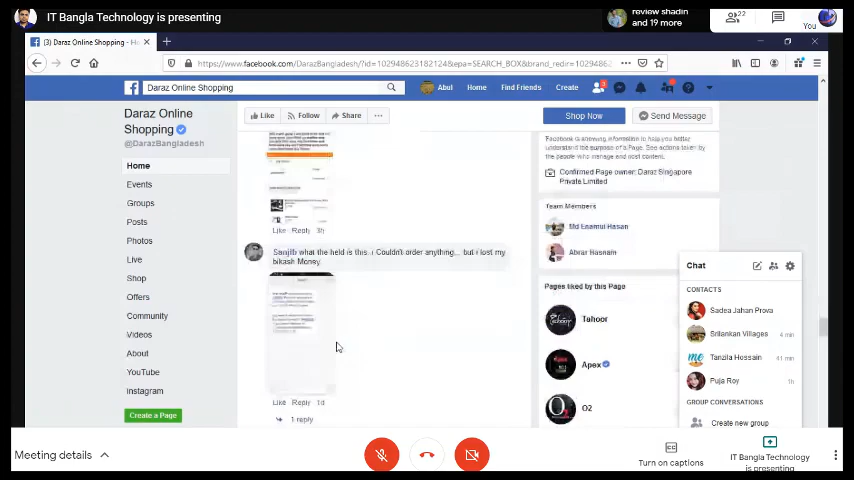 IT Bangla Technology is presenting
review shadin
and 19 more
22
You
(3) Daraz Online Shopping - Ho
https://www.facebook.com/DarazBangladesh/?id=102948623182124&epa=SEARCH_BOX&brand_redir=10294862
Daraz Online Shopping
Abul
Home
Find Friends
Create
Daraz Online
Shopping
@DarazBangladesh
Like
Follow
Share
Shop Now
Send Message
Home
Events
Groups
Posts
Photos
Live
Shop
Offers
Community
Videos
About
YouTube
Instagram
Create a Page
Like Reply 3h
Sanjib what the held is this i Couldn't order anything... but i lost my
bikash Money.
Like Reply 1d
1 reply
Facebook is showing information to help you better
understand the purpose of a Page. See actions taken by
the people who manage and post content.
Confirmed Page owner: Daraz Singapore
Private Limited
Team Members
Md Enamul Hasan
Abrar Hasnain
Pages liked by this Page
Tahoor
Apex
O2
Chat
CONTACTS
Sadea Jahan Prova
Srilankan Villages 4 min
Tanzila Hossain 41 min
Puja Roy 1h
GROUP CONVERSATIONS
Create new group
Meeting details
Turn on captions
IT Bangla Technology
is presenting